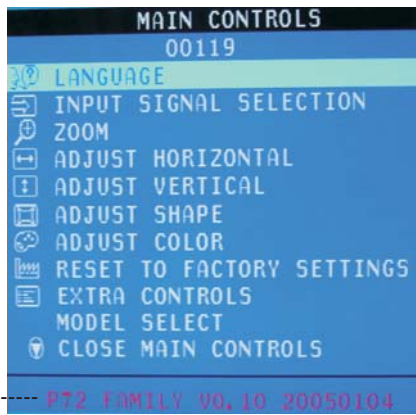 MAIN CONTROLS
00119
LANGUAGE
INPUT SIGNAL SELECTION
ZOOM
ADJUST HORIZONTAL
ADJUST VERTICAL
ADJUST SHAPE
ADJUST COLOR
RESET TO FACTORY SETTINGS
EXTRA CONTROLS
MODEL SELECT
CLOSE MAIN CONTROLS
P72 FAMILY V0.10 20050104